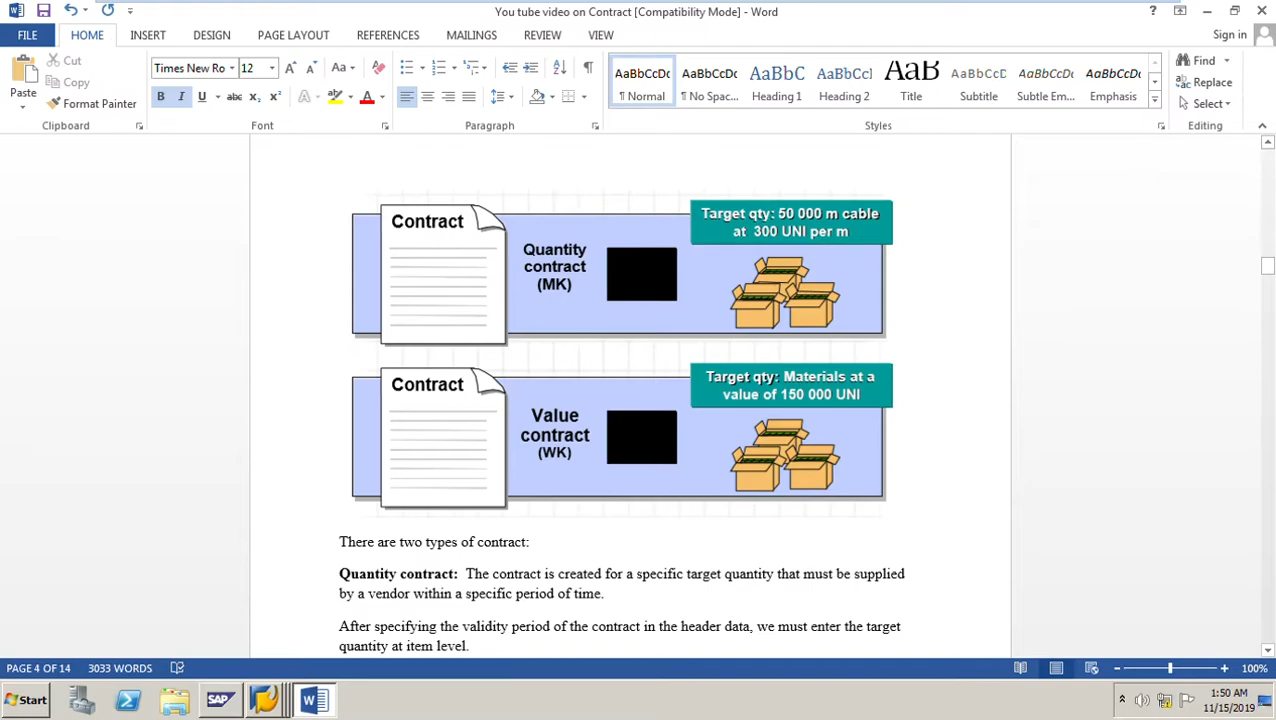 You tube video on Contract [Compatibility Mode] - Word
FILE HOME INSERT DESIGN PAGE LAYOUT REFERENCES MAILINGS REVIEW VIEW Sign in
Paste
Cut
Copy
Format Painter
Clipboard
Times New Ro 12
Font
Paragraph
AaBbCcDc AaBbCcDc AaBbC AaBbCc AaB AaBbCcD AaBbCcDc AaBbCcDc
¶ Normal ¶ No Spac... Heading 1 Heading 2 Title Subtitle Subtle Em... Emphasis
Styles
Find
Replace
Select
Editing
Contract
Quantity
contract
(MK)
Target qty: 50 000 m cable
at 300 UNI per m
Contract
Value
contract
(WK)
Target qty: Materials at a
value of 150 000 UNI
There are two types of contract:
Quantity contract: The contract is created for a specific target quantity that must be supplied
by a vendor within a specific period of time.
After specifying the validity period of the contract in the header data, we must enter the target
quantity at item level.
PAGE 4 OF 14 3033 WORDS 100%
Start SAP 1:50 AM
11/15/2019